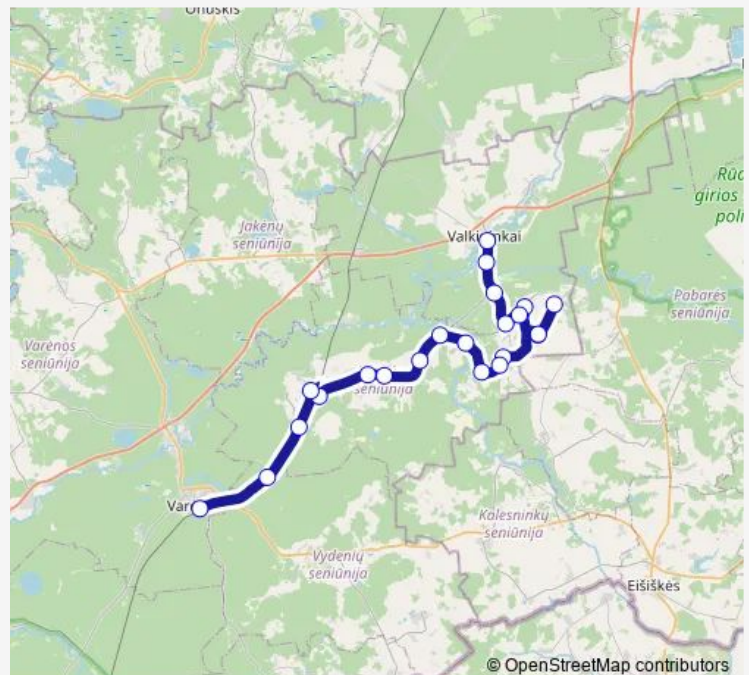 Onuškis
Rūd
girios
poli
Valkininkai
Jakėnų
seniūnija
Pabarės
seniūnija
Varėnos
seniūnija
seniūnija
Var
Kalesninkų
seniūnija
Vydenių
seniūnija
Eišiškės
© OpenStreetMap contributors